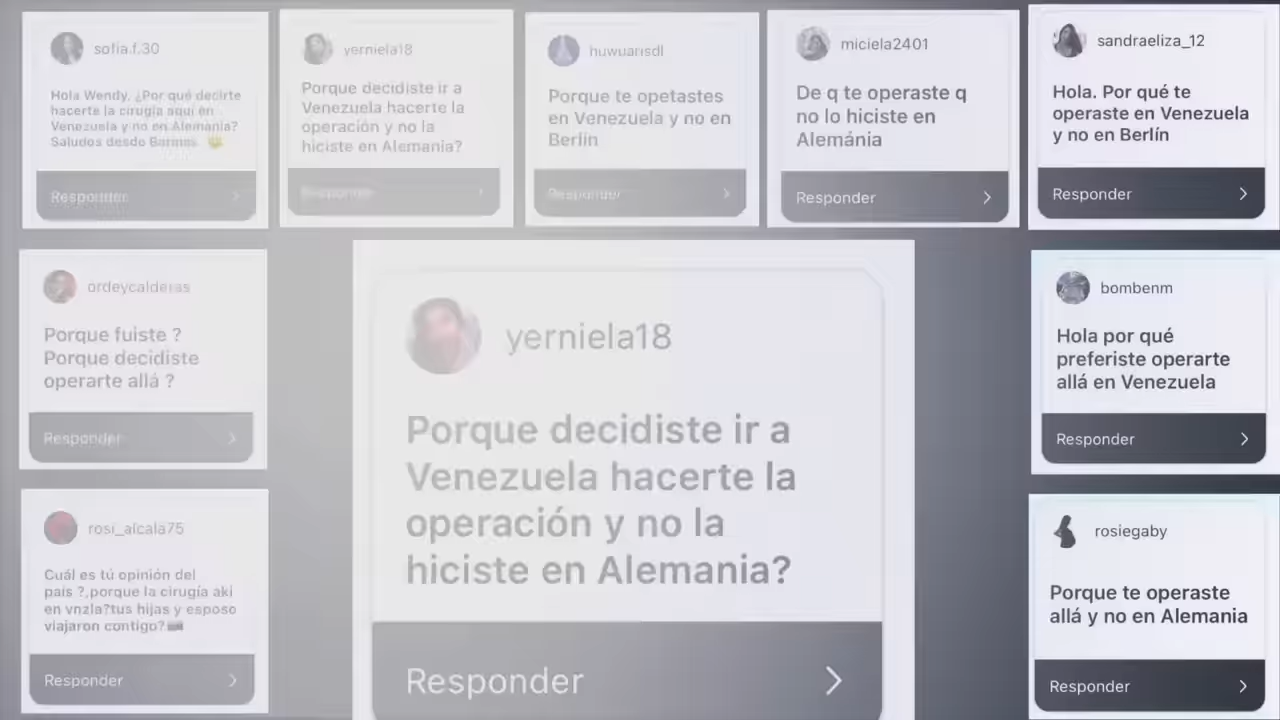 sofia.f.30
Hola Wendy, ¿Por qué decirte
hacerte la cirugía aquí en
Venezuela y no en Alemania?
Saludos desde Barinas.
Responder
yerniela18
Porque decidiste ir a
Venezuela hacerte la
operación y no la
hiciste en Alemania?
Responder
huwuarisdl
Porque te opetastes
en Venezuela y no en
Berlín
Responder
miciela2401
De q te operaste q
no lo hiciste en
Alemánia
Responder
sandraeliza_12
Hola. Por qué te
operaste en Venezuela
y no en Berlín
Responder
ordeycalderas
Porque fuiste ?
Porque decidiste
operarte allá ?
Responder
yerniela18
Porque decidiste ir a
Venezuela hacerte la
operación y no la
hiciste en Alemania?
Responder
bombenm
Hola por qué
preferiste operarte
allá en Venezuela
Responder
rosi_alcala75
Cuál es tú opinión del
país ?,porque la cirugía aki
en vnzla?tus hijas y esposo
viajaron contigo?
Responder
rosiegaby
Porque te operaste
allá y no en Alemania
Responder